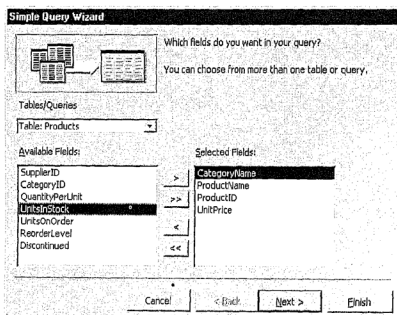 Simple Query Wizard
Which fields do you want in your query?
You can choose from more than one table or query.
Tables/Queries
Table: Products
Available Fields:
SupplierID
CategoryID
QuantityPerUnit
UnitsInStock
UnitsOnOrder
ReorderLevel
Discontinued
>
>>
<
<<
Selected Fields:
CategoryName
ProductName
ProductID
UnitPrice
Cancel
< Back
Next >
Finish